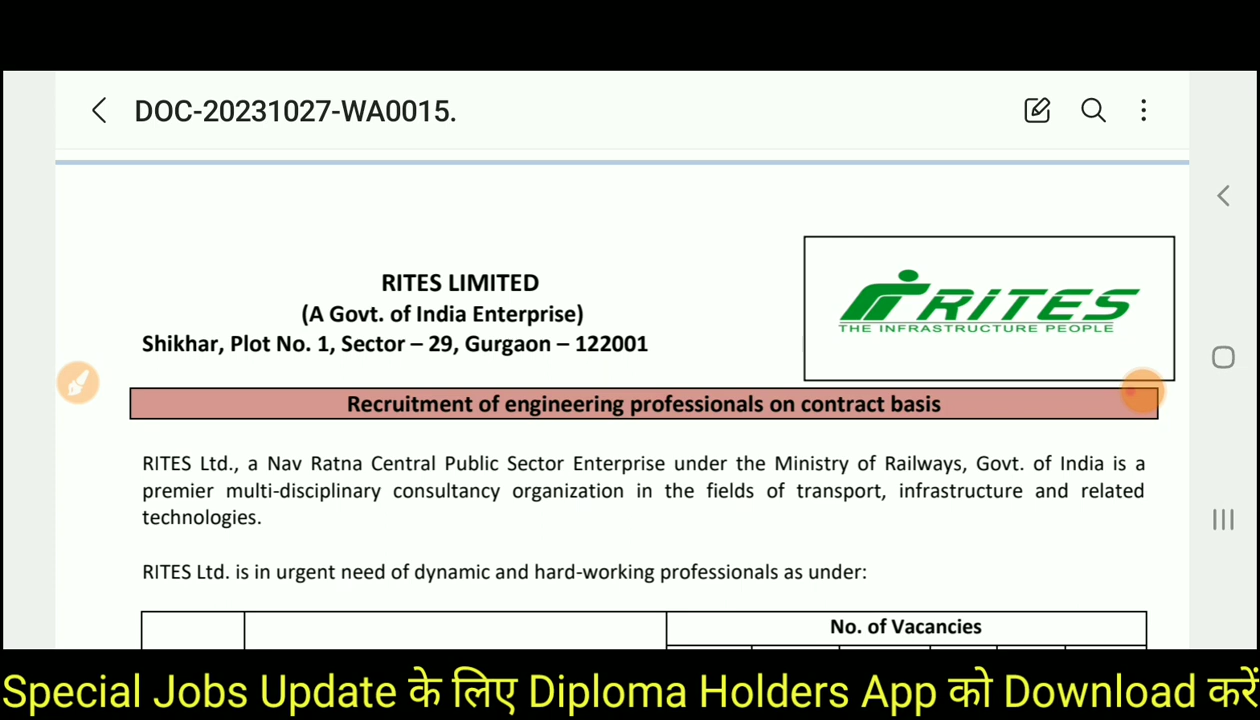 DOC-20231027-WA0015.
RITES LIMITED
(A Govt. of India Enterprise)
Shikhar, Plot No. 1, Sector – 29, Gurgaon – 122001
RITES
THE INFRASTRUCTURE PEOPLE
Recruitment of engineering professionals on contract basis
RITES Ltd., a Nav Ratna Central Public Sector Enterprise under the Ministry of Railways, Govt. of India is a
premier multi-disciplinary consultancy organization in the fields of transport, infrastructure and related
technologies.
RITES Ltd. is in urgent need of dynamic and hard-working professionals as under:
No. of Vacancies
Special Jobs Update के लिए Diploma Holders App को Download करें